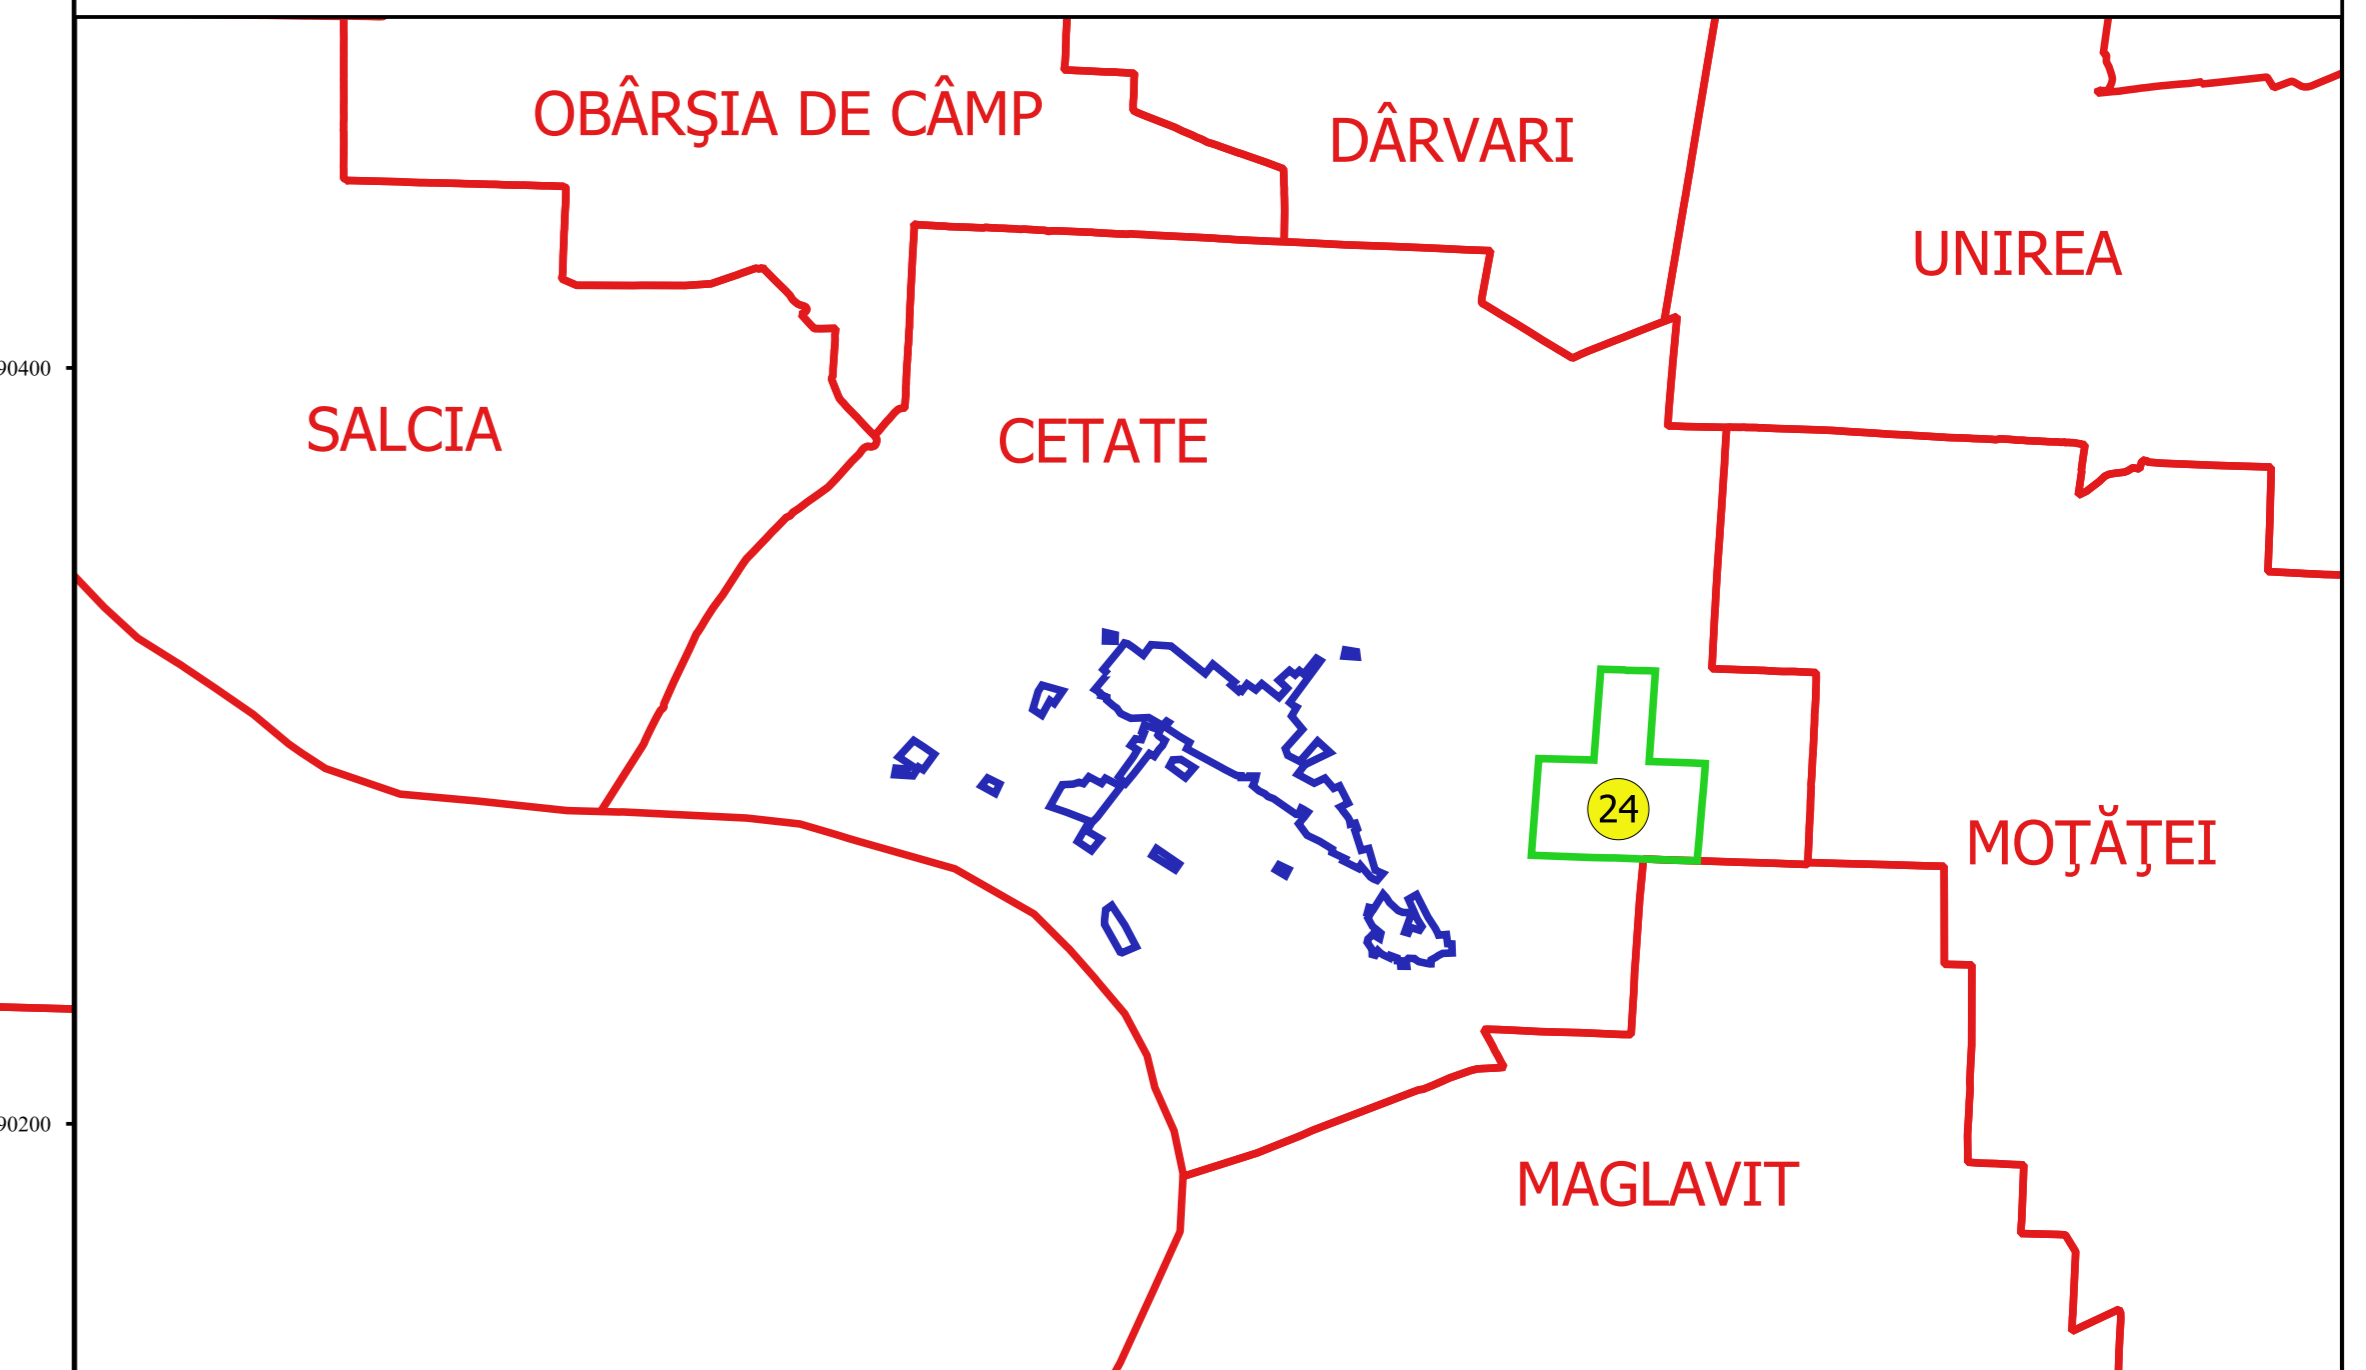 OBÂRŞIA DE CÂMP
DÂRVARI
UNIREA
90400
SALCIA
CETATE
24
MOŢĂŢEI
90200
MAGLAVIT